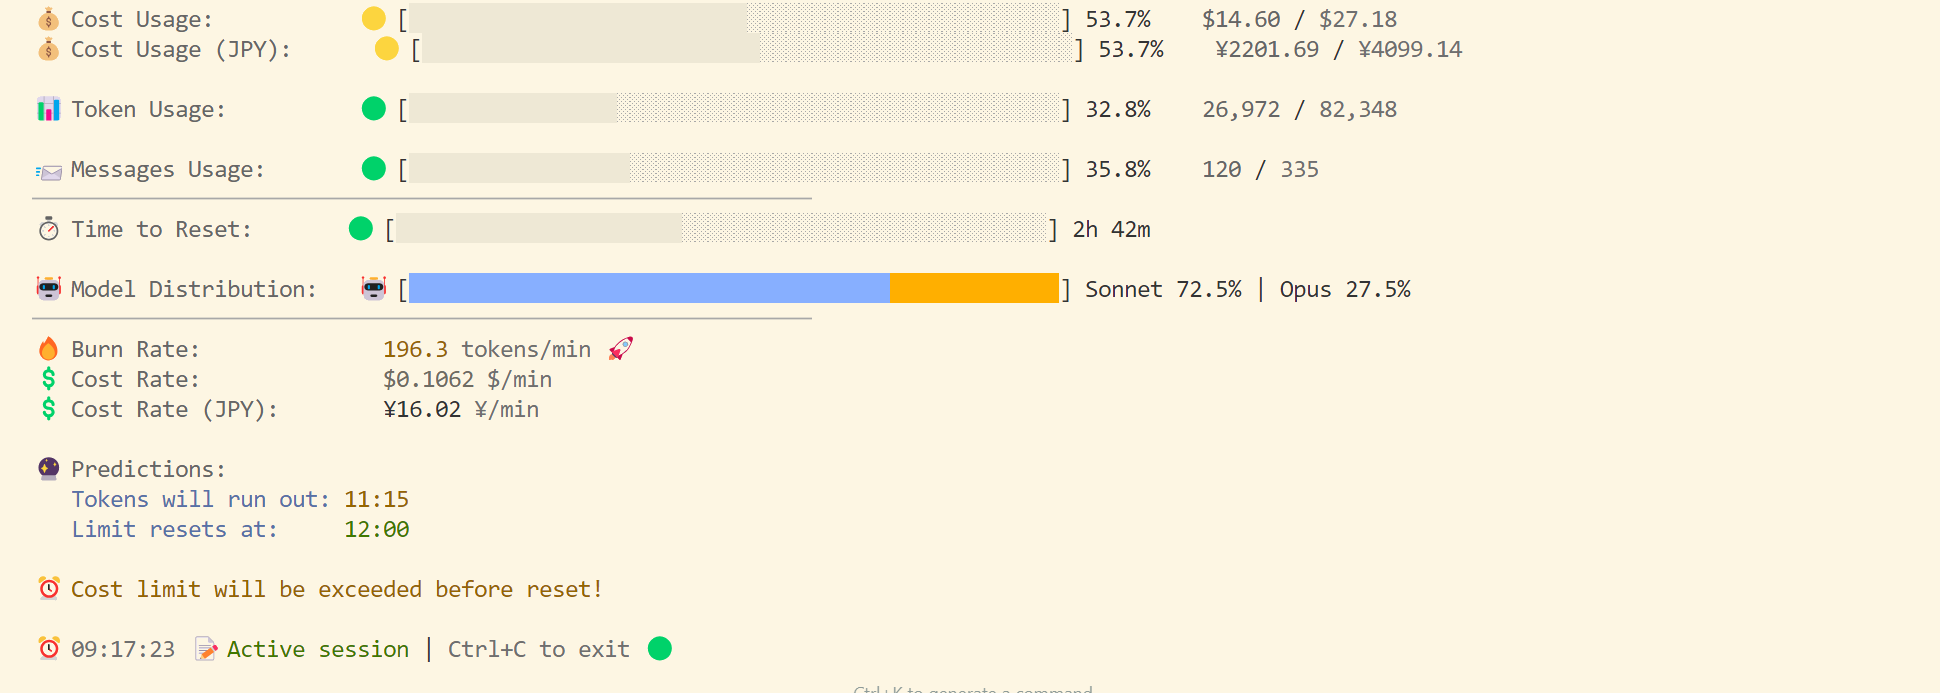 Cost Usage: [ ] 53.7% $14.60 / $27.18
Cost Usage (JPY): [ ] 53.7% ¥2201.69 / ¥4099.14
Token Usage: [ ] 32.8% 26,972 / 82,348
Messages Usage: [ ] 35.8% 120 / 335
Time to Reset: [ ] 2h 42m
Model Distribution: [ ] Sonnet 72.5% | Opus 27.5%
Burn Rate: 196.3 tokens/min
Cost Rate: $0.1062 $/min
Cost Rate (JPY): ¥16.02 ¥/min
Predictions:
Tokens will run out: 11:15
Limit resets at: 12:00
Cost limit will be exceeded before reset!
09:17:23 Active session | Ctrl+C to exit
Ctrl+K to generate a command